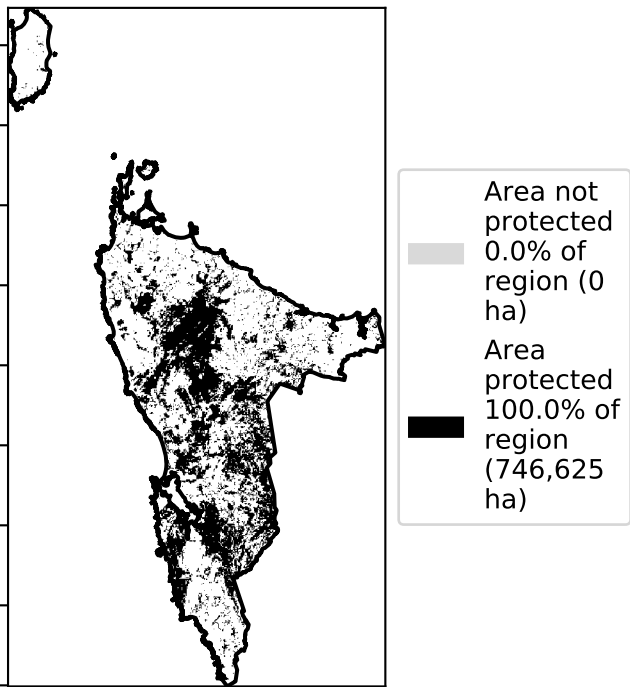 Area not
protected
0.0% of
region (0
ha)
Area
protected
100.0% of
region
(746,625
ha)